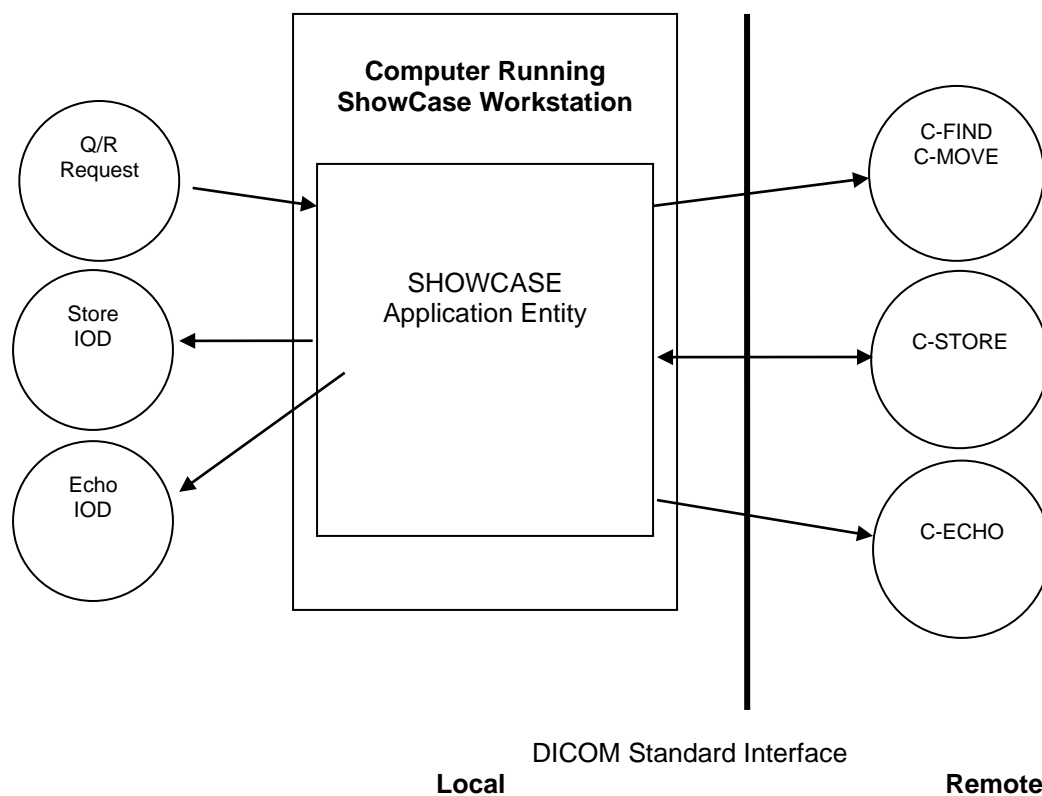 Computer Running
ShowCase Workstation
Q/R
Request
Store
IOD
Echo
IOD
SHOWCASE
Application Entity
C-FIND
C-MOVE
C-STORE
C-ECHO
DICOM Standard Interface
Local
Remote